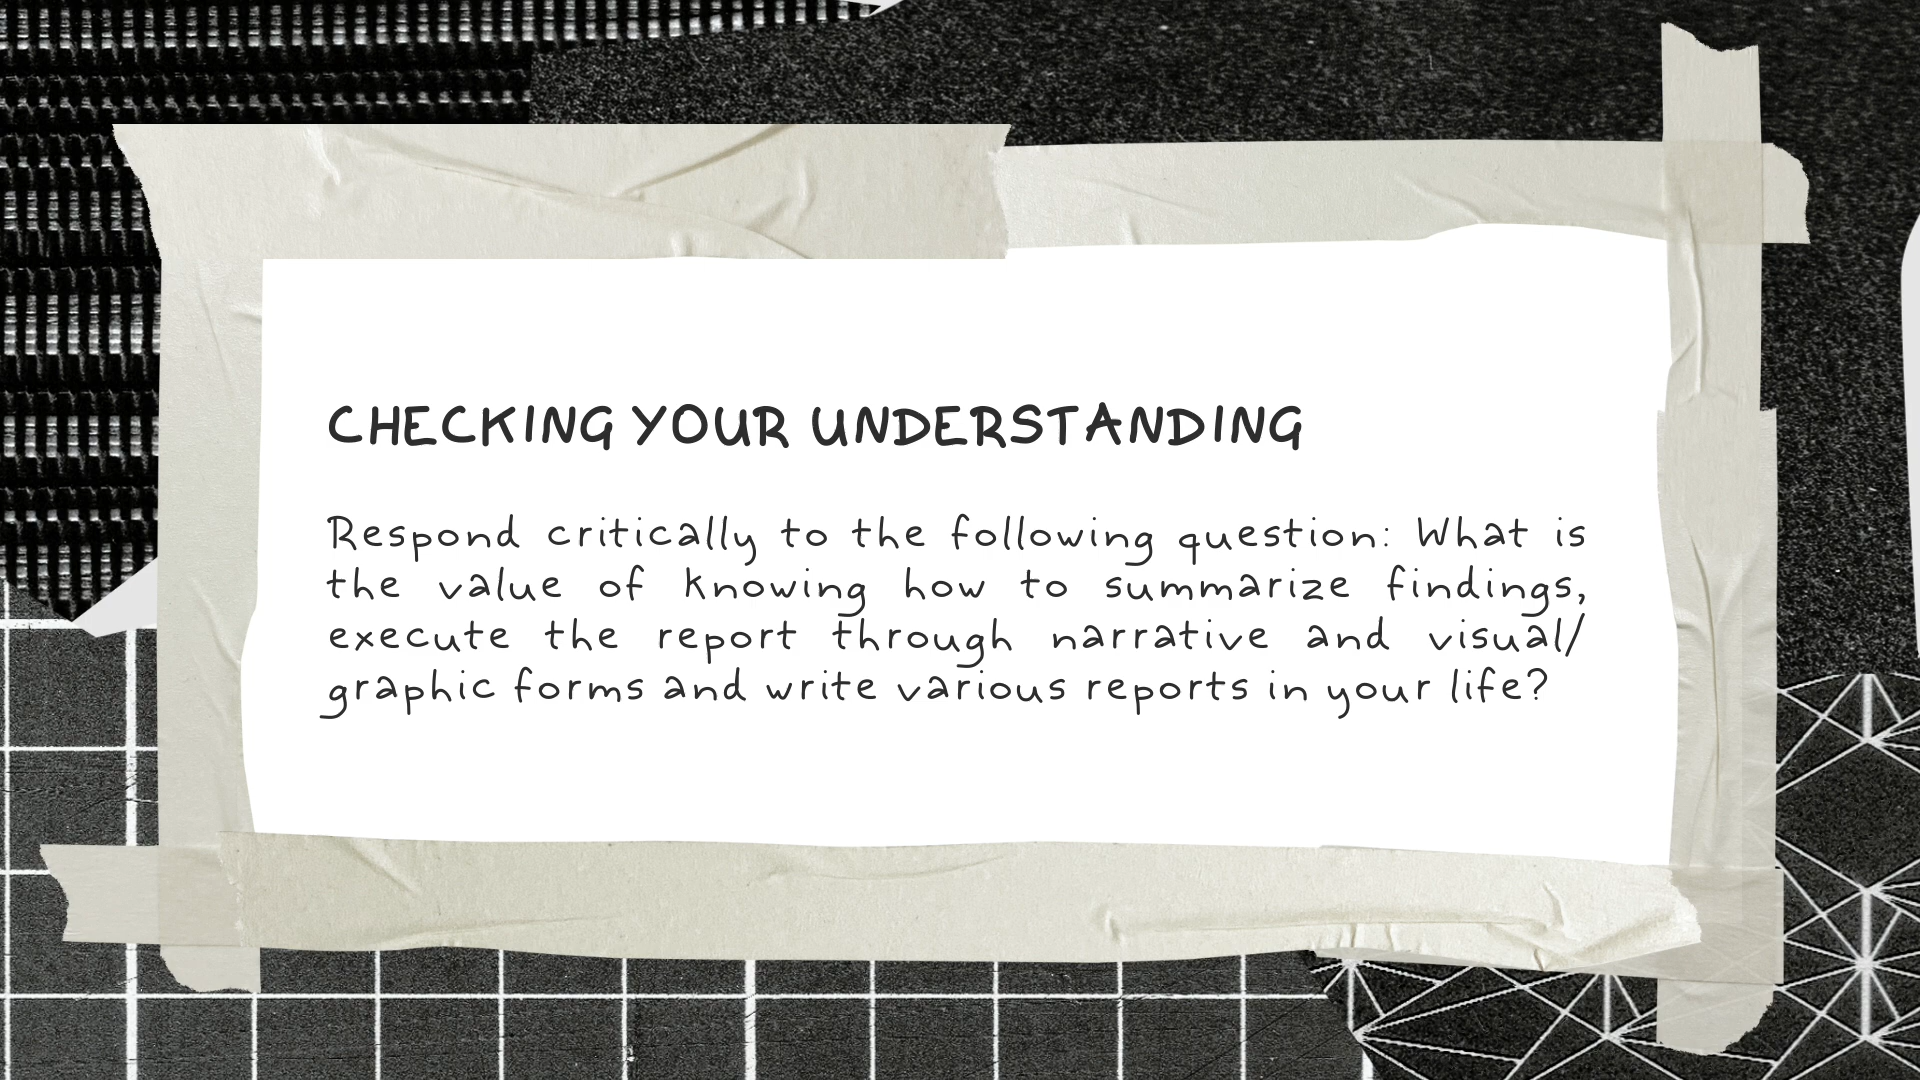 CHECKING YOUR UNDERSTANDING
Respond critically to the following question: What is
the value of knowing how to summarize findings,
execute the report through narrative and visual/
graphic forms and write various reports in your life?